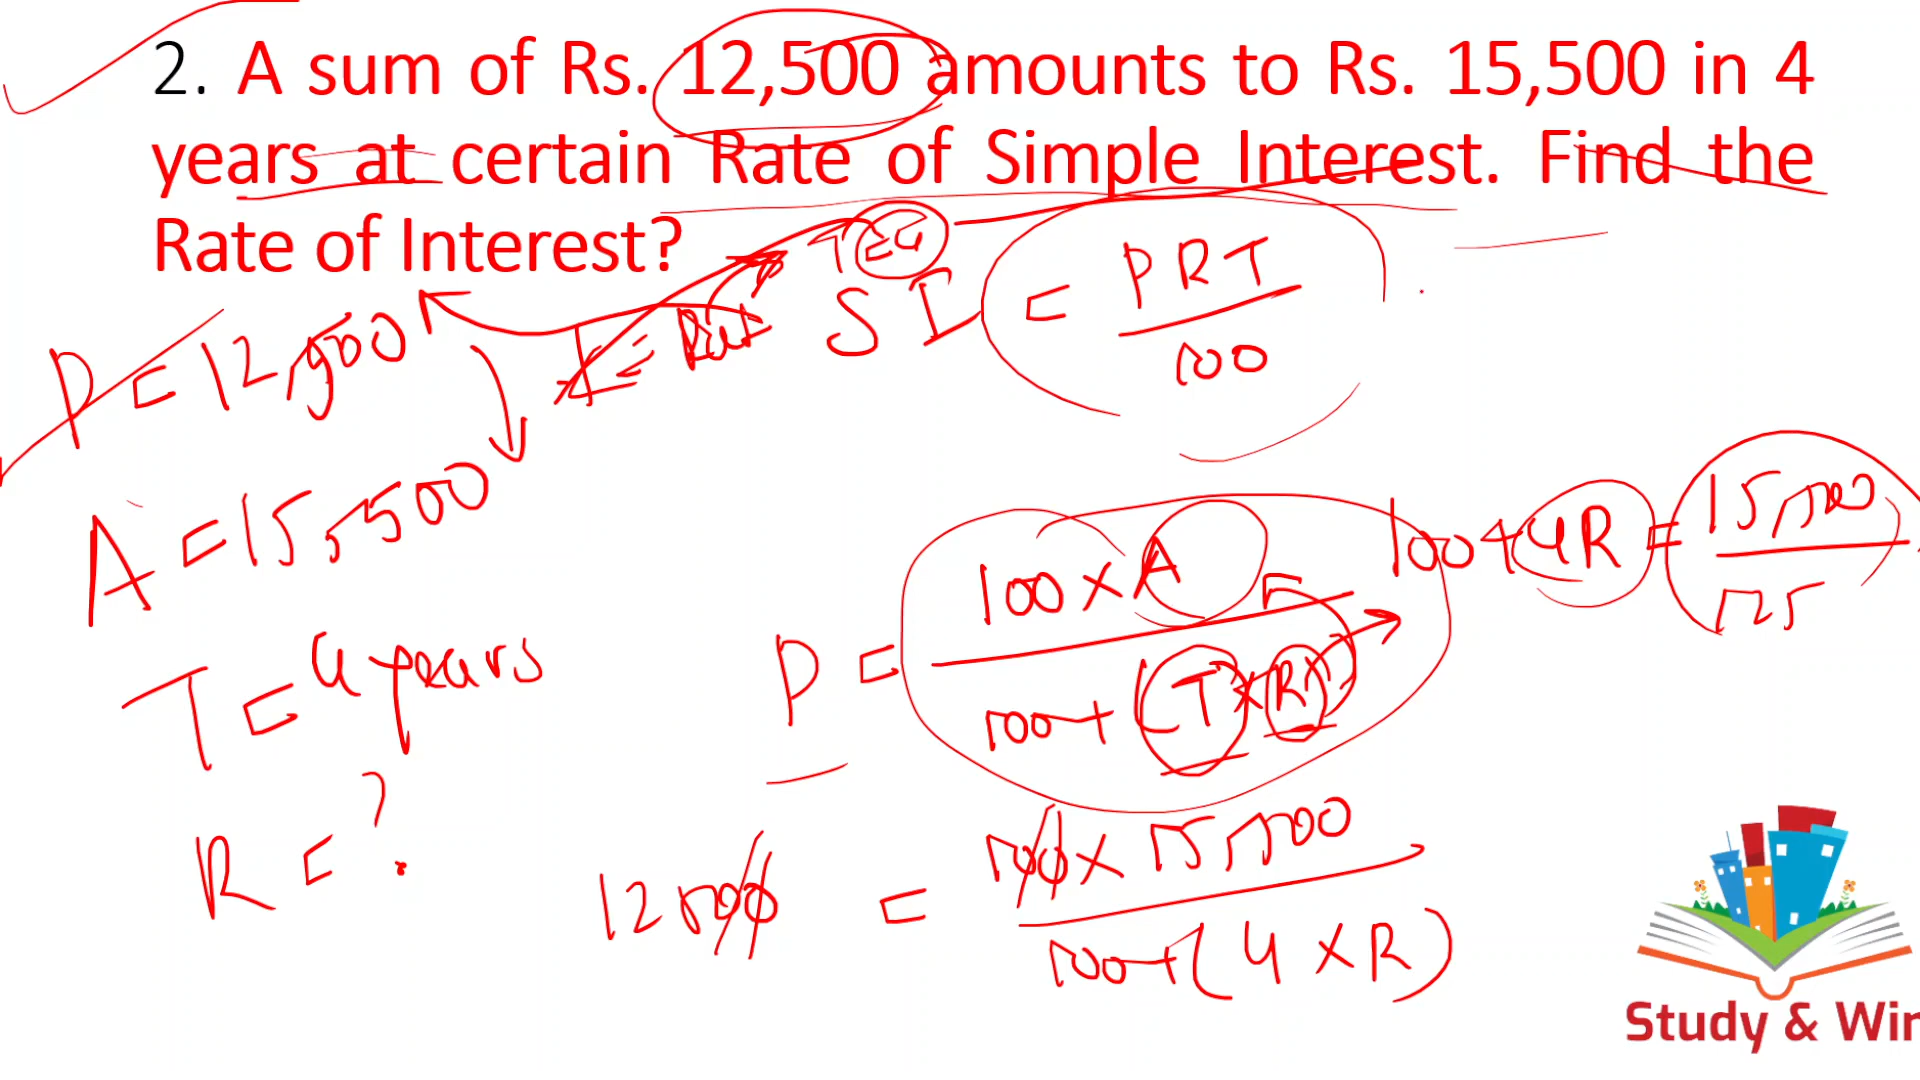 2. A sum of Rs. 12,500 amounts to Rs. 15,500 in 4
years at certain Rate of Simple Interest. Find the
Rate of Interest?
T = 4
SI = PRT / 100
P = 12,500
A = 15,500
T = 4 years
R = ?
P = 100 × A / 100 + (T × R)
100 + 4R = 15,500 / 125
12500 = 100 × 15,500 / 100 + (4 × R)
Study & Win